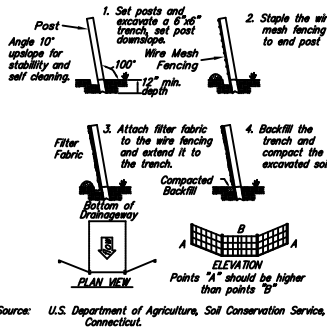 1. Set posts and
excavate a 6"x6"
trench, set post
downslope.
Post
Angle 10°
upslope for
stability and
self cleaning.
100°
12" min.
depth
2. Staple the wire
mesh fencing
to end post
Wire Mesh
Fencing
3. Attach filter fabric
to the wire fencing
and extend it to
the trench.
Filter
Fabric
4. Backfill the
trench and
compact the
excavated soil
Compacted
Backfill
Bottom of
Drainageway
PLAN VIEW
B
A
A
ELEVATION
Points "A" should be higher
than points "B"
Source: U.S. Department of Agriculture, Soil Conservation Service,
Connecticut.